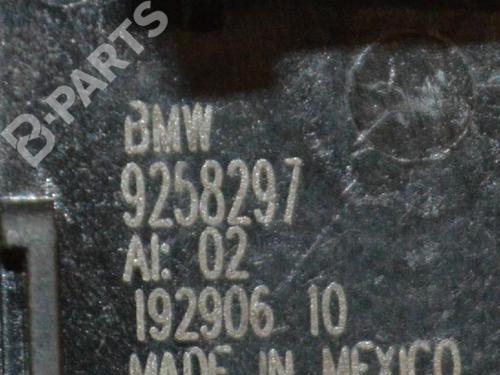 B-PARTS
BMW
9258297
AI: 02
192906 10
MADE IN MEXICO